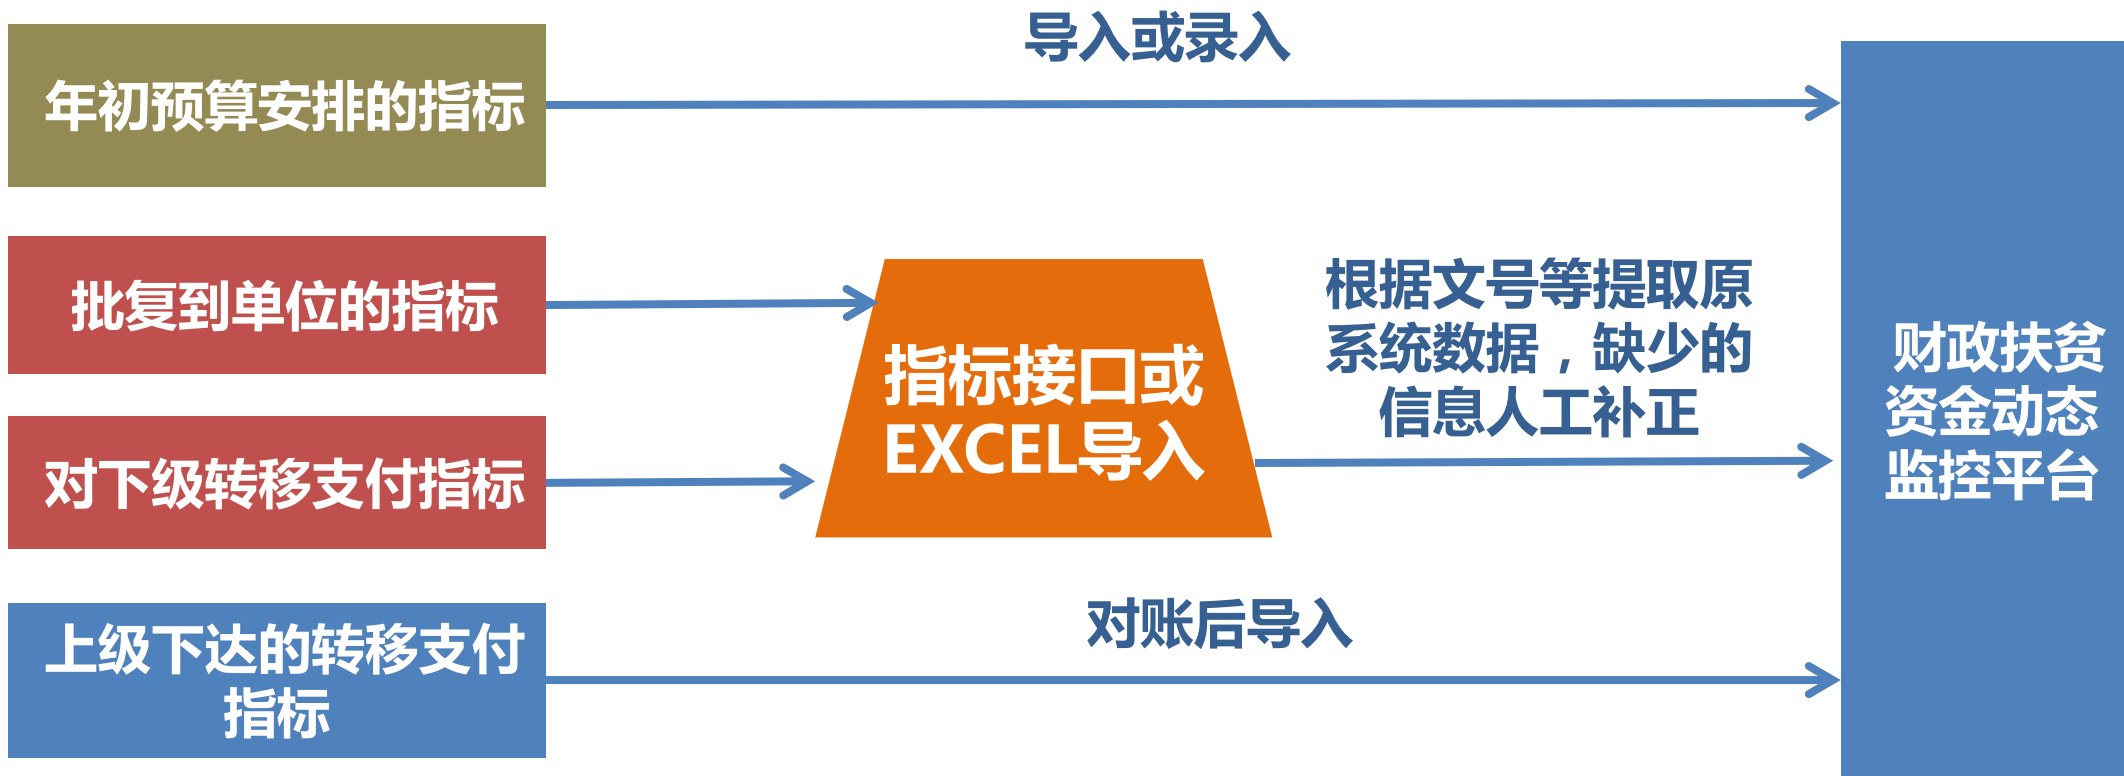 导入或录入
年初预算安排的指标
批复到单位的指标
对下级转移支付指标
上级下达的转移支付
指标
指标接口或
EXCEL导入
根据文号等提取原
系统数据，缺少的
信息人工补正
对账后导入
财政扶贫
资金动态
监控平台